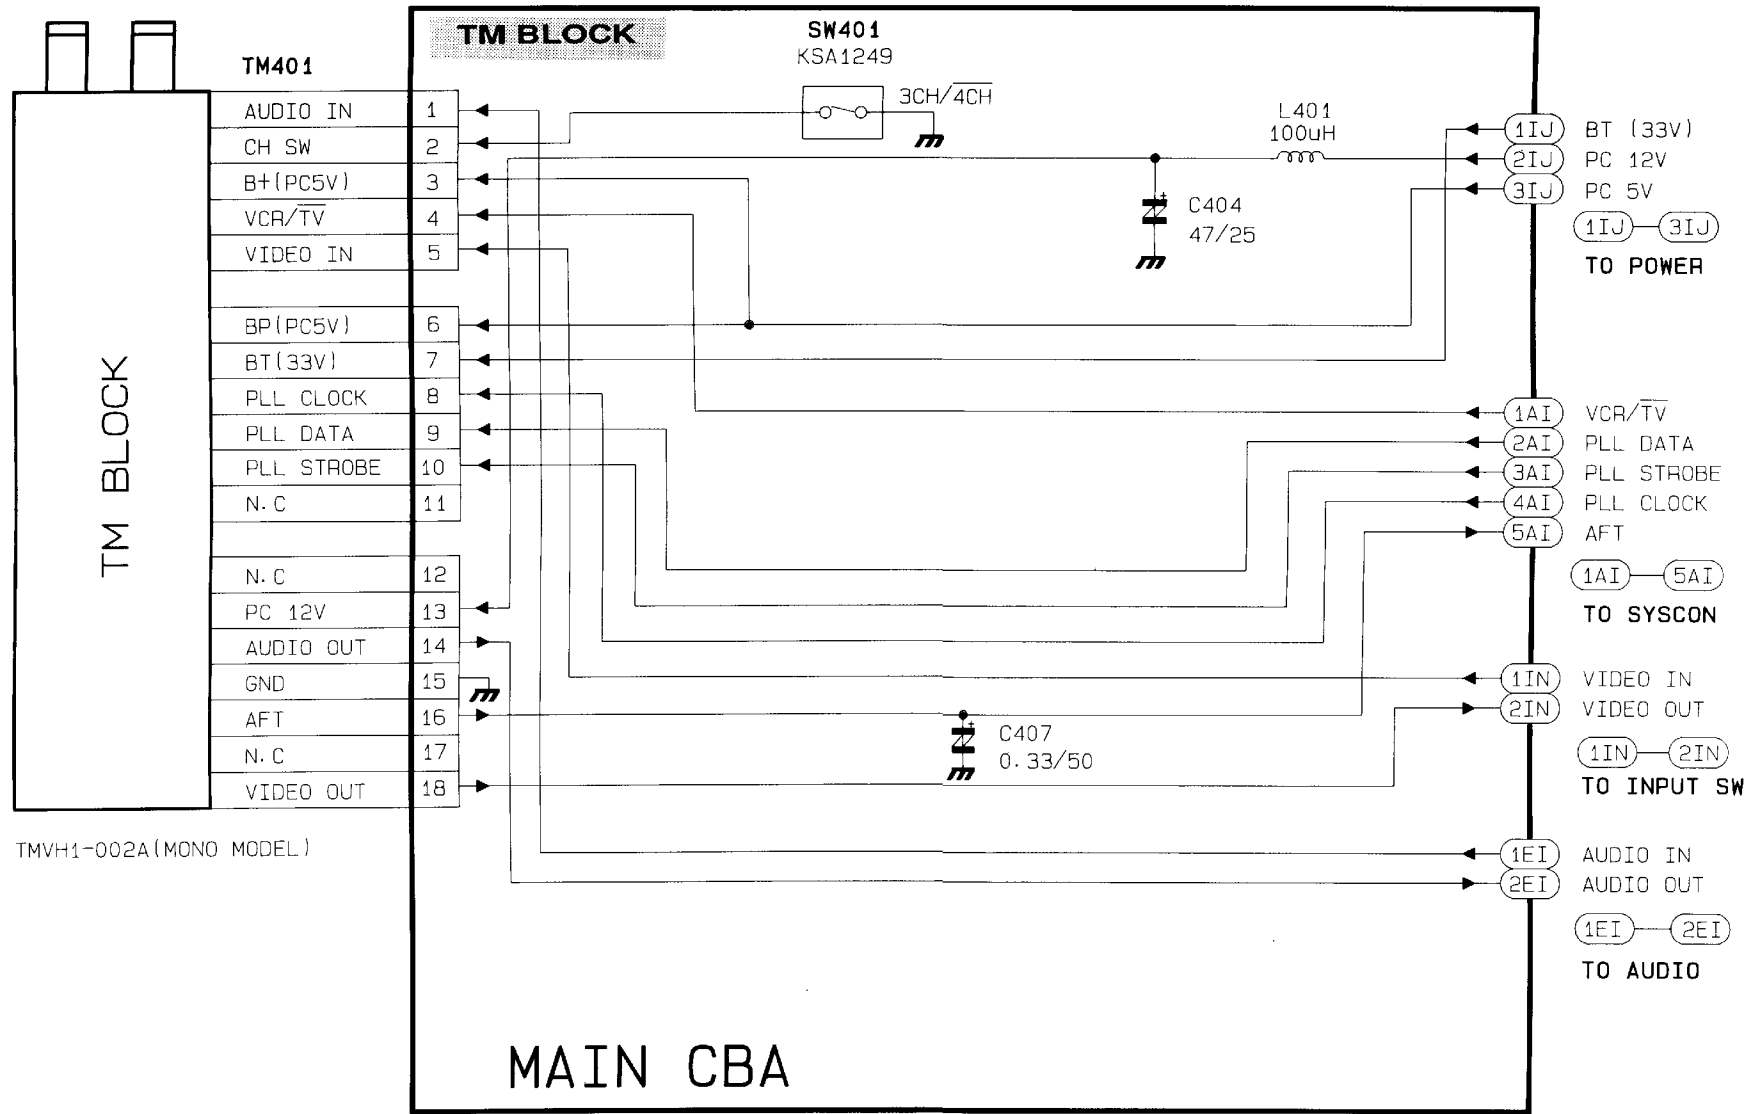 TM BLOCK
SW401
KSA1249
3CH/4CH
TM401
AUDIO IN 1
CH SW 2
B+(PC5V) 3
VCR/TV 4
VIDEO IN 5
BP(PC5V) 6
BT(33V) 7
PLL CLOCK 8
PLL DATA 9
PLL STROBE 10
N.C 11
N.C 12
PC 12V 13
AUDIO OUT 14
GND 15
AFT 16
N.C 17
VIDEO OUT 18
TM BLOCK
TMVH1-002A(MONO MODEL)
L401
100uH
C404
47/25
C407
0.33/50
1IJ BT (33V)
2IJ PC 12V
3IJ PC 5V
1IJ 3IJ
TO POWER
1AI VCR/TV
2AI PLL DATA
3AI PLL STROBE
4AI PLL CLOCK
5AI AFT
1AI 5AI
TO SYSCON
1IN VIDEO IN
2IN VIDEO OUT
1IN 2IN
TO INPUT SW
1EI AUDIO IN
2EI AUDIO OUT
1EI 2EI
TO AUDIO
MAIN CBA